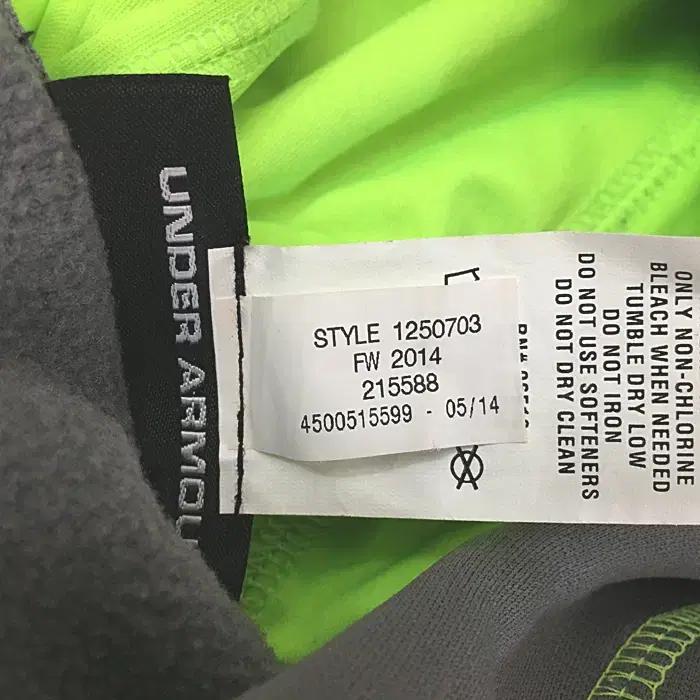 UNDER ARMOU
STYLE 1250703
FW 2014
215588
4500515599 - 05/14
ONLY NON-CHLORINE
BLEACH WHEN NEEDED
TUMBLE DRY LOW
DO NOT IRON
DO NOT USE SOFTENERS
DO NOT DRY CLEAN